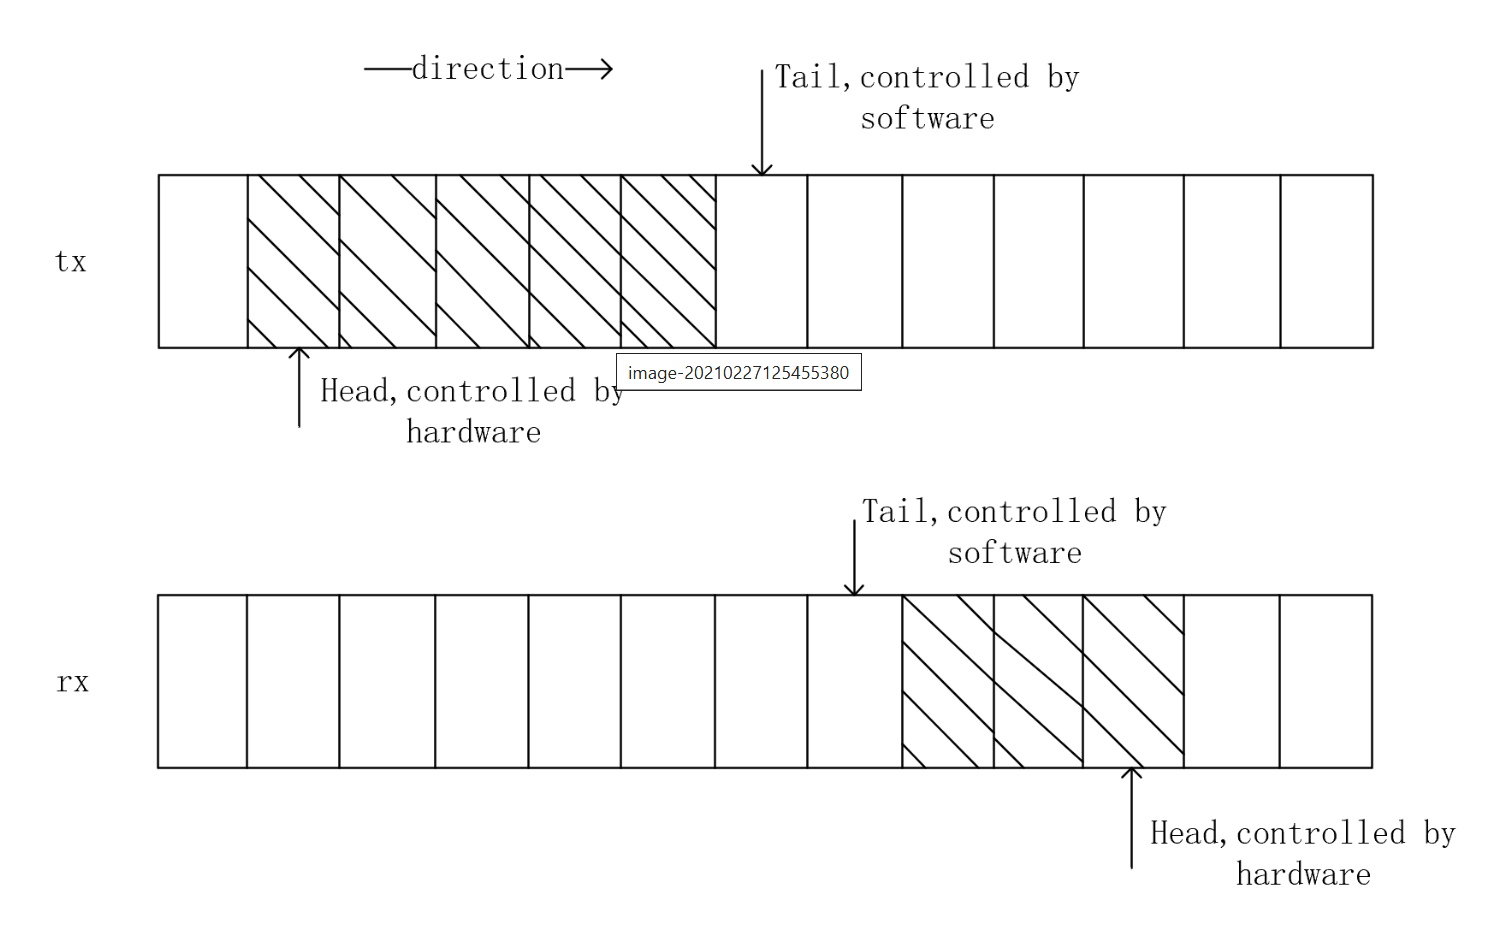 direction
Tail, controlled by
software
tx
image-20210227125455380
Head, controlled by
hardware
Tail, controlled by
software
rx
Head, controlled by
hardware